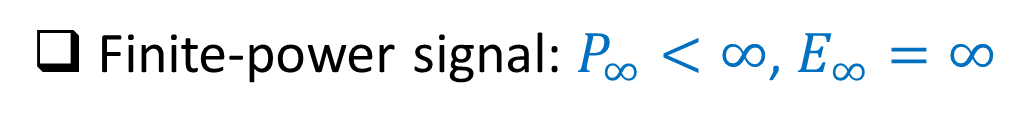 ❑ Finite-power signal: P∞ < ∞, E∞ = ∞